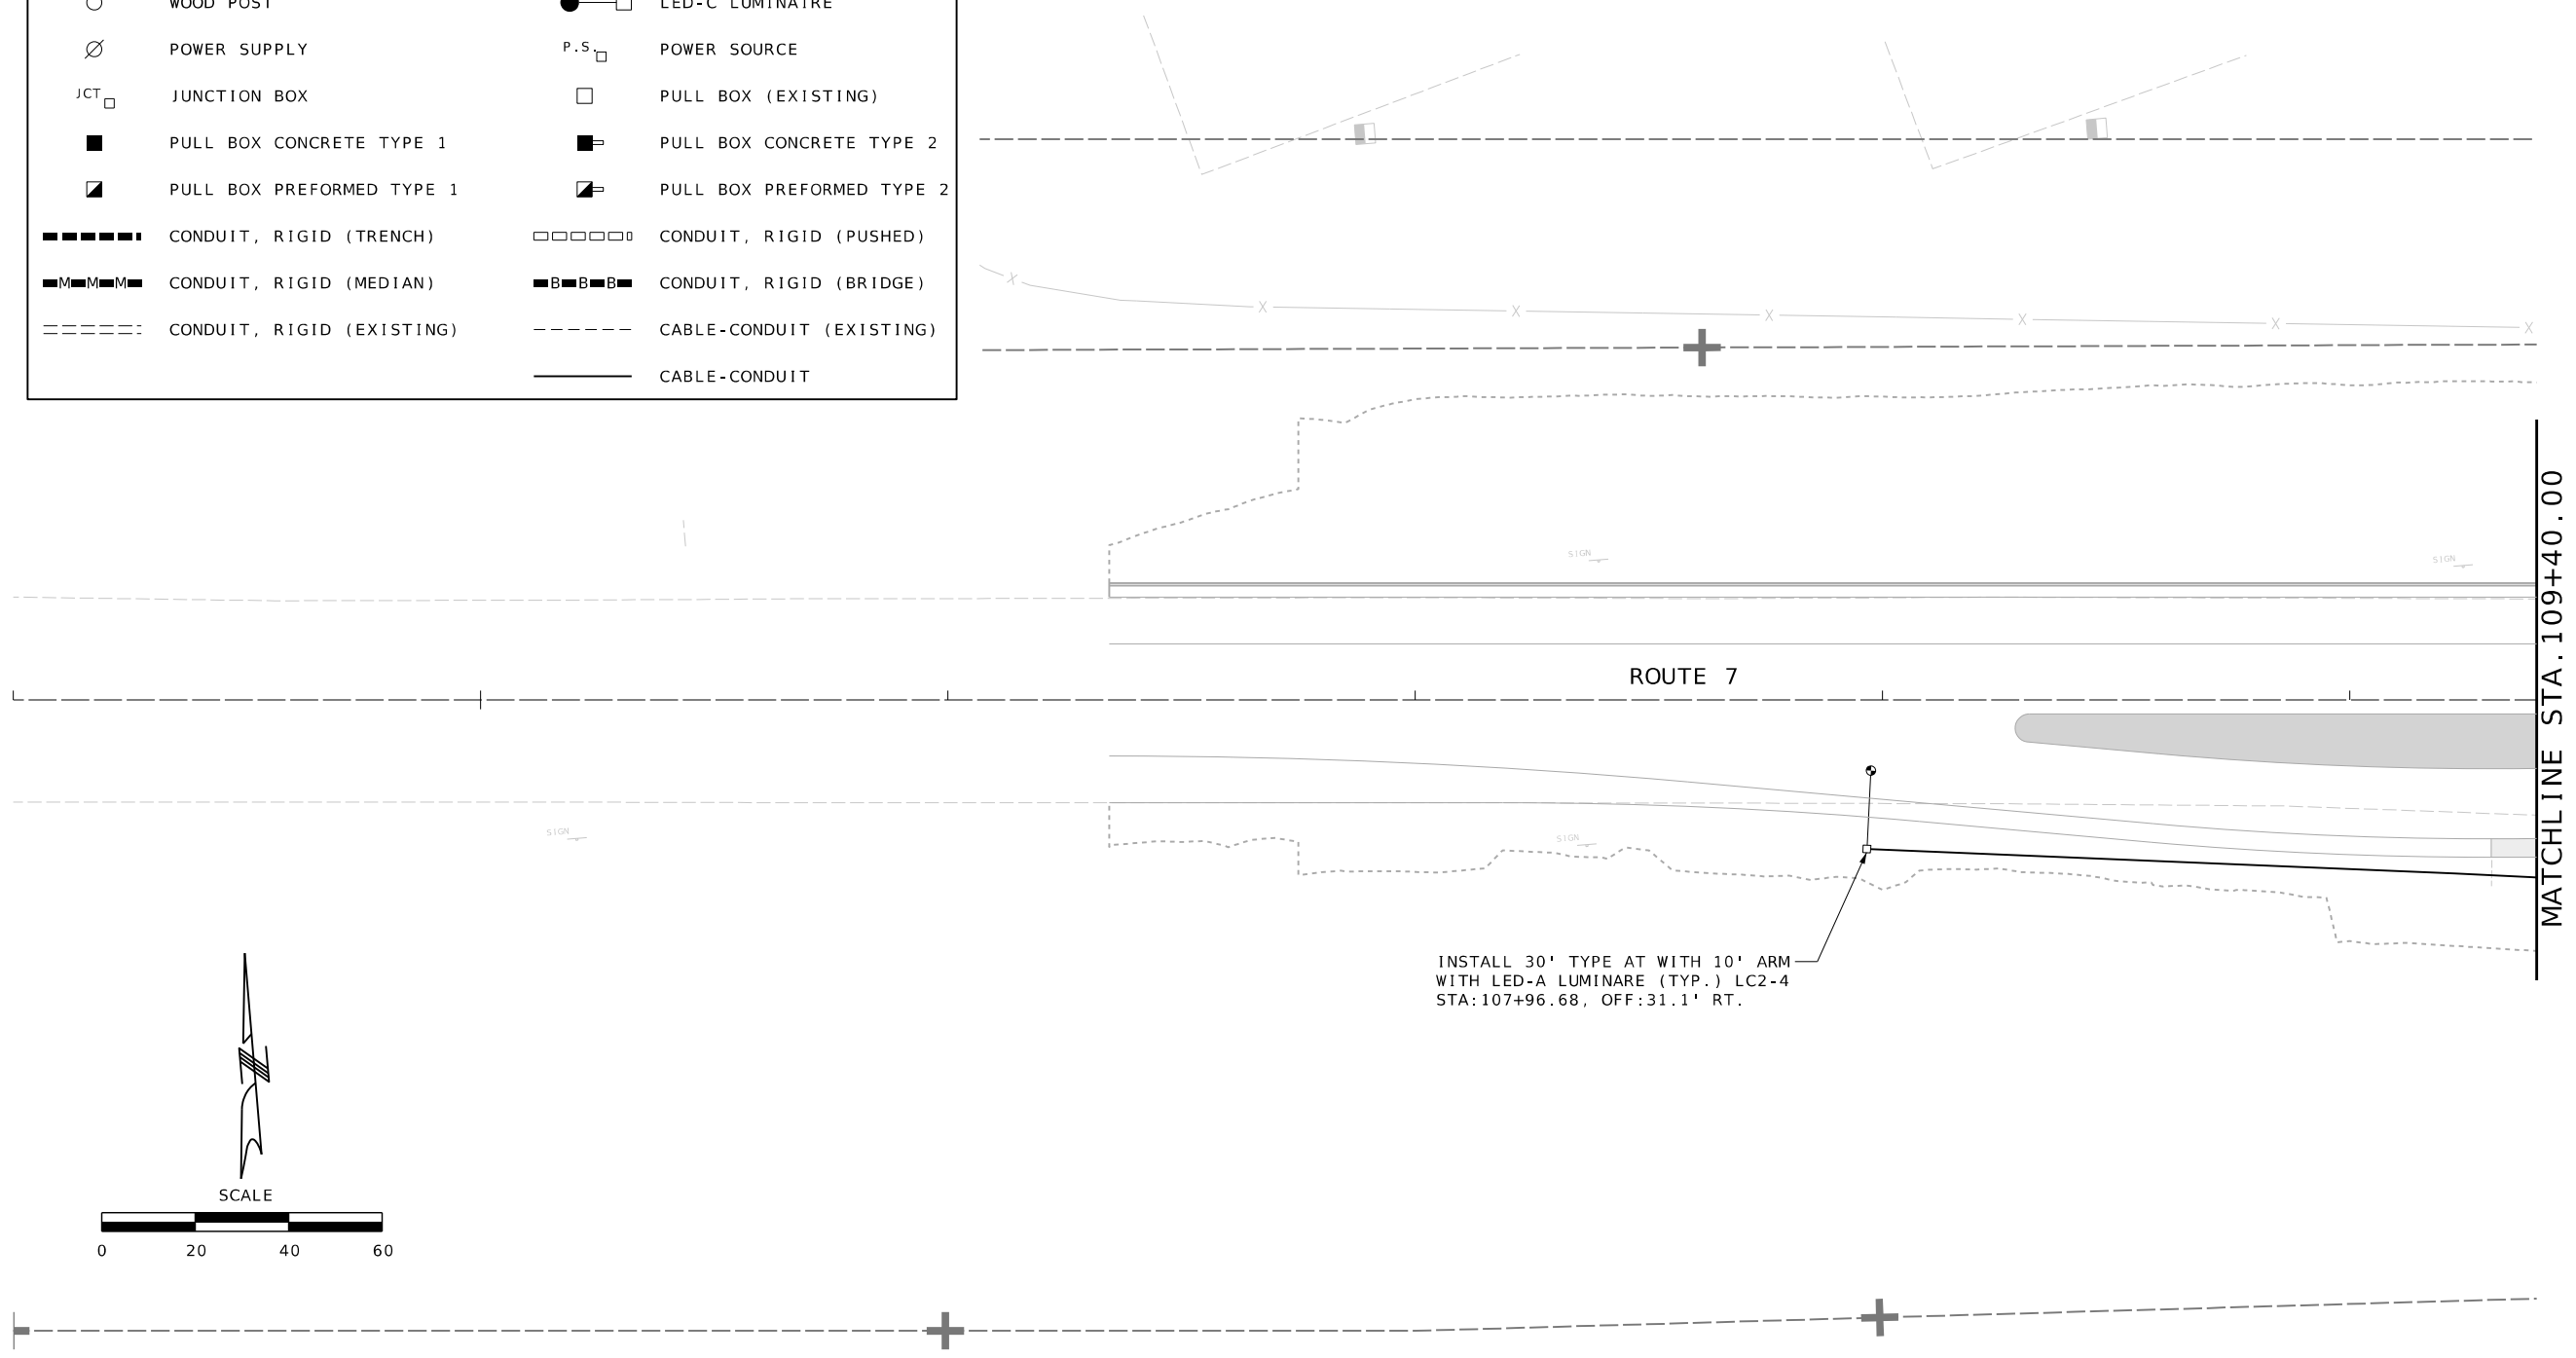 WOOD POST
LED-C LUMINAIRE
POWER SUPPLY
P.S. POWER SOURCE
JCT JUNCTION BOX
PULL BOX (EXISTING)
PULL BOX CONCRETE TYPE 1
PULL BOX CONCRETE TYPE 2
PULL BOX PREFORMED TYPE 1
PULL BOX PREFORMED TYPE 2
CONDUIT, RIGID (TRENCH)
CONDUIT, RIGID (PUSHED)
M M M CONDUIT, RIGID (MEDIAN)
B B B CONDUIT, RIGID (BRIDGE)
CONDUIT, RIGID (EXISTING)
CABLE-CONDUIT (EXISTING)
CABLE-CONDUIT
X X X X X X X
SIGN
SIGN
ROUTE 7
MATCHLINE STA.109+40.00
SIGN
SIGN
INSTALL 30' TYPE AT WITH 10' ARM
WITH LED-A LUMINARE (TYP.) LC2-4
STA:107+96.68, OFF:31.1' RT.
N
SCALE
0 20 40 60